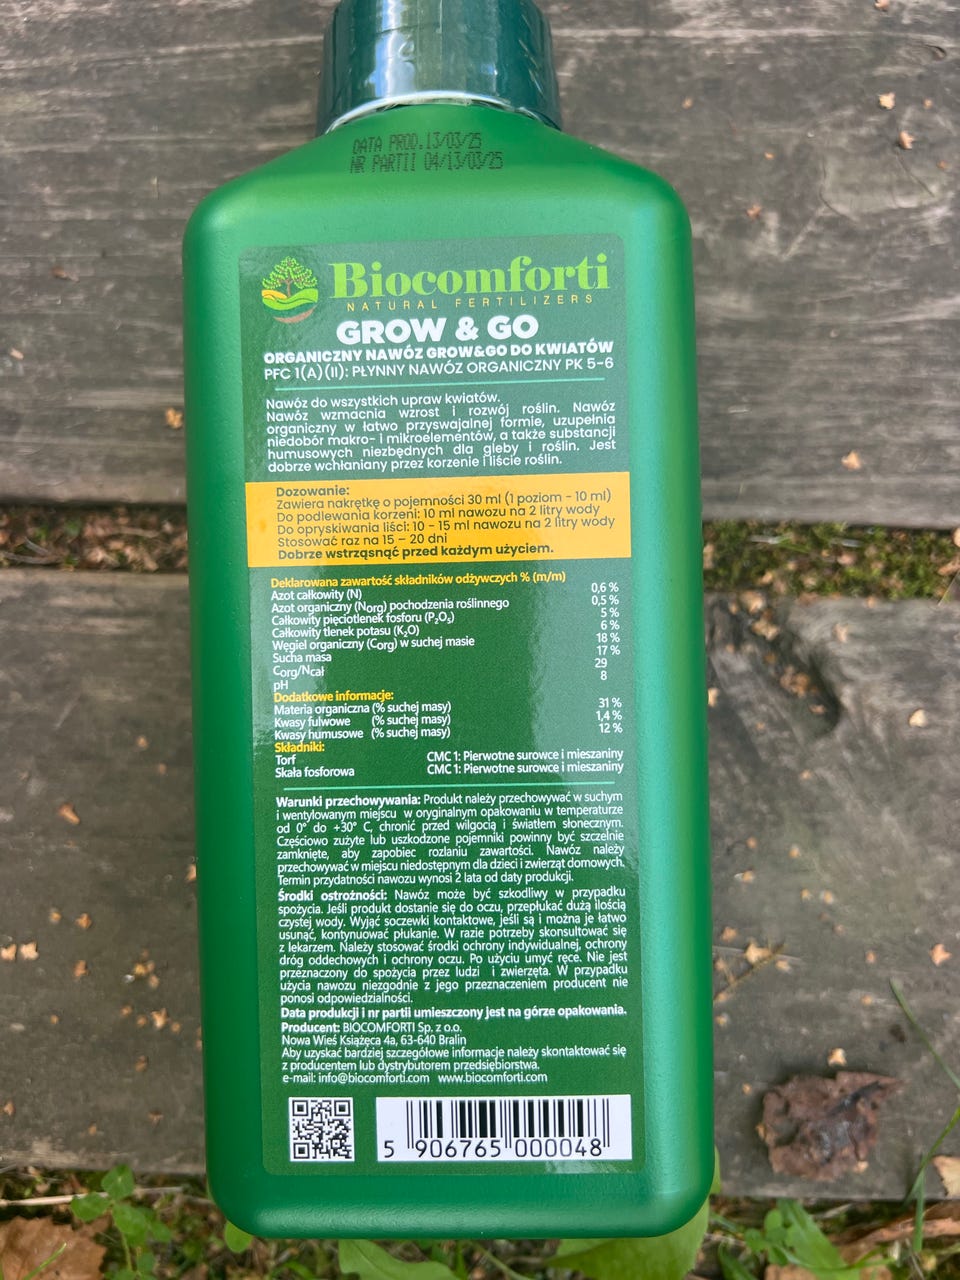 DATA PROD.13/03/25
NR PARTII 04/13/03/25
Biocomforti
NATURAL FERTILIZERS
GROW & GO
ORGANICZNY NAWÓZ GROW&GO DO KWIATÓW
PFC 1(A)(II): PŁYNNY NAWÓZ ORGANICZNY PK 5-6
Nawóz do wszystkich upraw kwiatów.
Nawóz wzmacnia wzrost i rozwój roślin. Nawóz
organiczny w łatwo przyswajalnej formie, uzupełnia
niedobór makro- i mikroelementów, a także substancji
humusowych niezbędnych dla gleby i roślin. Jest
dobrze wchłaniany przez korzenie i liście roślin.
Dozowanie:
Zawiera nakrętkę o pojemności 30 ml (1 poziom - 10 ml)
Do podlewania korzeni: 10 ml nawozu na 2 litry wody
Do opryskiwania liści: 10 - 15 ml nawozu na 2 litry wody
Stosować raz na 15 – 20 dni
Dobrze wstrząsnąć przed każdym użyciem.
Deklarowana zawartość składników odżywczych % (m/m)
Azot całkowity (N) 0,6 %
Azot organiczny (Norg) pochodzenia roślinnego 0,5 %
Całkowity pięciotlenek fosforu (P₂O₅) 5 %
Całkowity tlenek potasu (K₂O) 6 %
Węgiel organiczny (Corg) w suchej masie 18 %
Sucha masa 17 %
Corg/Ncał 29
pH 8
Dodatkowe informacje:
Materia organiczna (% suchej masy) 31 %
Kwasy fulwowe (% suchej masy) 1,4 %
Kwasy humusowe (% suchej masy) 12 %
Składniki:
Torf CMC 1: Pierwotne surowce i mieszaniny
Skała fosforowa CMC 1: Pierwotne surowce i mieszaniny
Warunki przechowywania: Produkt należy przechowywać w suchym
i wentylowanym miejscu w oryginalnym opakowaniu w temperaturze
od 0° do +30° C, chronić przed wilgocią i światłem słonecznym.
Częściowo zużyte lub uszkodzone pojemniki powinny być szczelnie
zamknięte, aby zapobiec rozlaniu zawartości. Nawóz należy
przechowywać w miejscu niedostępnym dla dzieci i zwierząt domowych.
Termin przydatności nawozu wynosi 2 lata od daty produkcji.
Środki ostrożności: Nawóz może być szkodliwy w przypadku
spożycia. Jeśli produkt dostanie się do oczu, przepłukać dużą ilością
czystej wody. Wyjąć soczewki kontaktowe, jeśli są i można je łatwo
usunąć, kontynuować płukanie. W razie potrzeby skonsultować się
z lekarzem. Należy stosować środki ochrony indywidualnej, ochrony
dróg oddechowych i ochrony oczu. Po użyciu umyć ręce. Nie jest
przeznaczony do spożycia przez ludzi i zwierzęta. W przypadku
użycia nawozu niezgodnie z jego przeznaczeniem producent nie
ponosi odpowiedzialności.
Data produkcji i nr partii umieszczony jest na górze opakowania.
Producent: BIOCOMFORTI Sp. z o.o.
Nowa Wieś Książęca 4a, 63-640 Bralin
Aby uzyskać bardziej szczegółowe informacje należy skontaktować się
z producentem lub dystrybutorem przedsiębiorstwa.
e-mail: info@biocomforti.com www.biocomforti.com
5 906765 000048